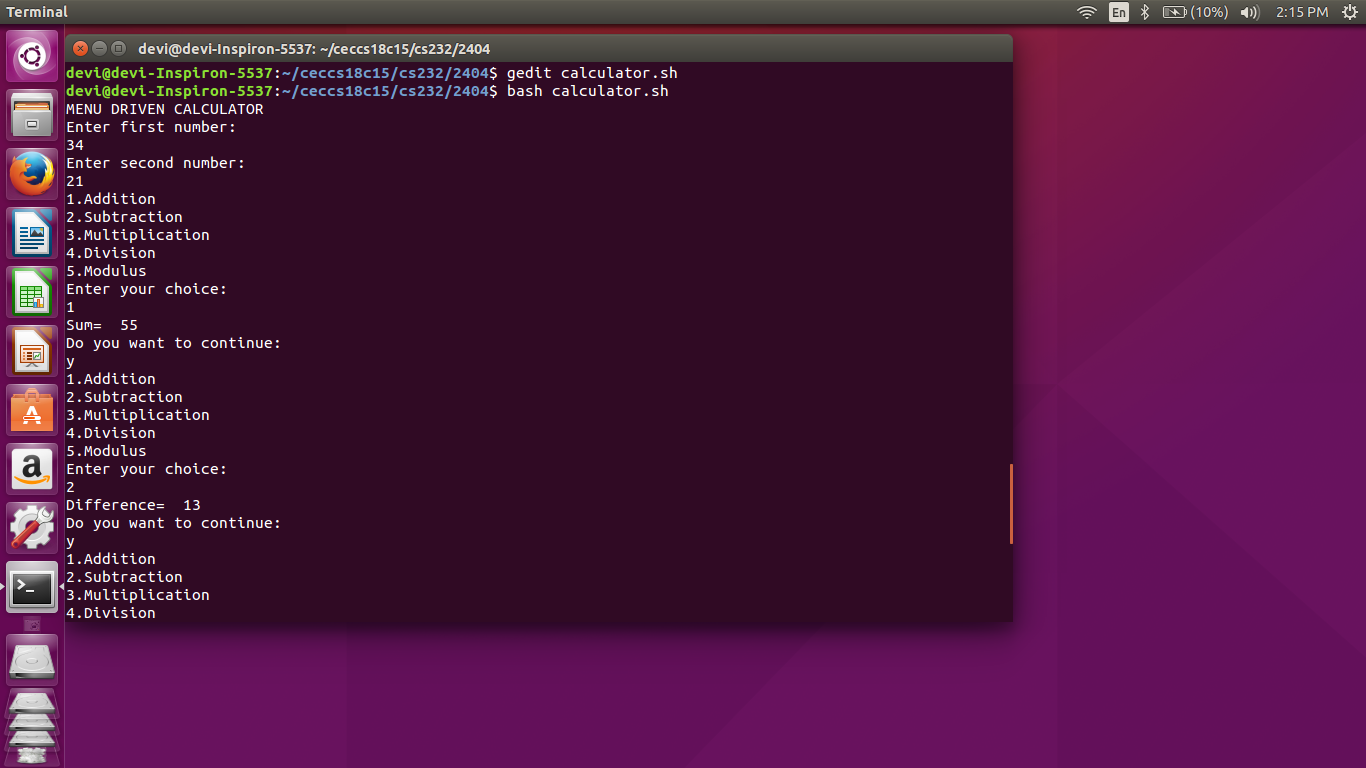 Terminal
En
(10%)
2:15 PM
devi@devi-Inspiron-5537: ~/ceccs18c15/cs232/2404
devi@devi-Inspiron-5537:~/ceccs18c15/cs232/2404$ gedit calculator.sh
devi@devi-Inspiron-5537:~/ceccs18c15/cs232/2404$ bash calculator.sh
MENU DRIVEN CALCULATOR
Enter first number:
34
Enter second number:
21
1.Addition
2.Subtraction
3.Multiplication
4.Division
5.Modulus
Enter your choice:
1
Sum=  55
Do you want to continue:
y
1.Addition
2.Subtraction
3.Multiplication
4.Division
5.Modulus
Enter your choice:
2
Difference=  13
Do you want to continue:
y
1.Addition
2.Subtraction
3.Multiplication
4.Division